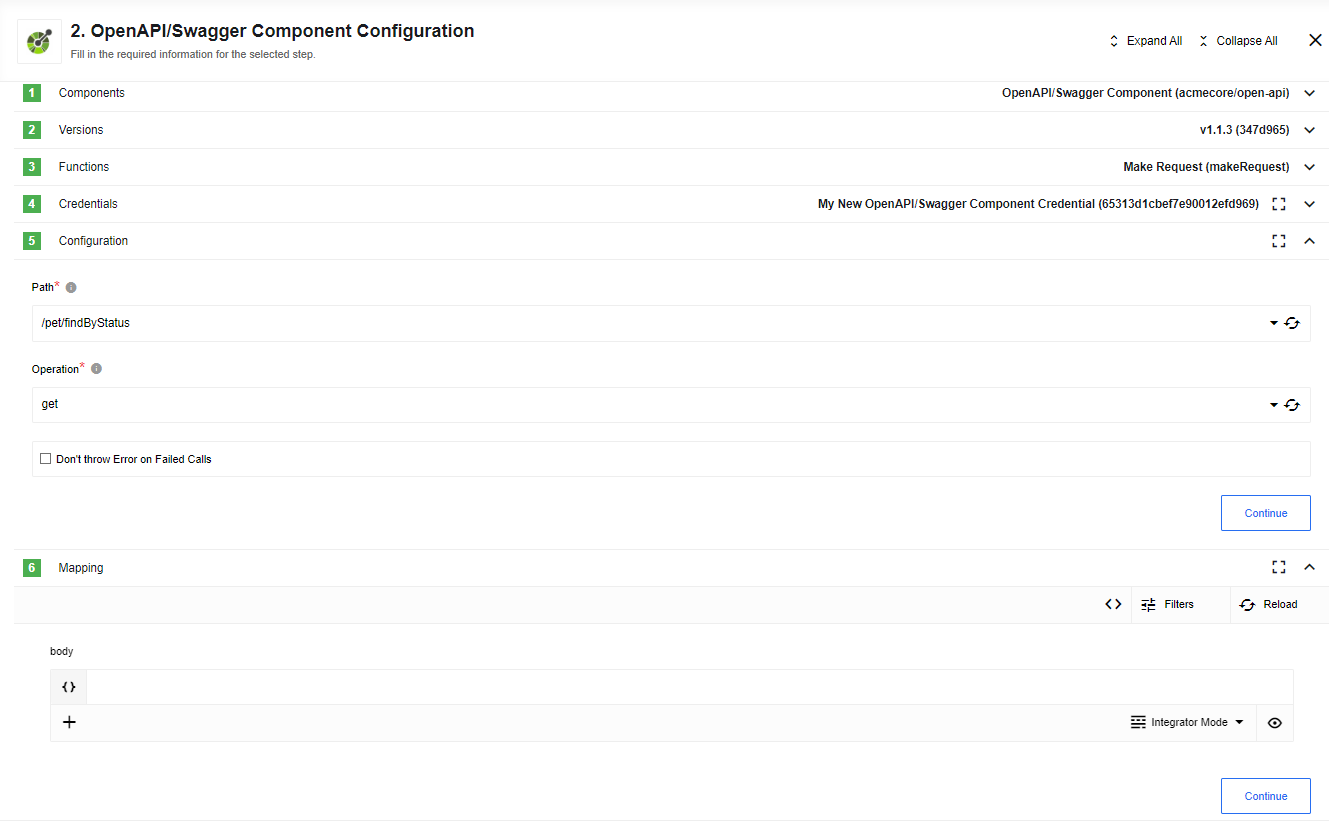 2. OpenAPI/Swagger Component Configuration
Fill in the required information for the selected step.
Expand All
Collapse All
1 Components OpenAPI/Swagger Component (acmecore/open-api)
2 Versions v1.1.3 (347d965)
3 Functions Make Request (makeRequest)
4 Credentials My New OpenAPI/Swagger Component Credential (65313d1cbef7e90012efd969)
5 Configuration
Path*
/pet/findByStatus
Operation*
get
Don't throw Error on Failed Calls
Continue
6 Mapping
Filters Reload
body
Integrator Mode
Continue